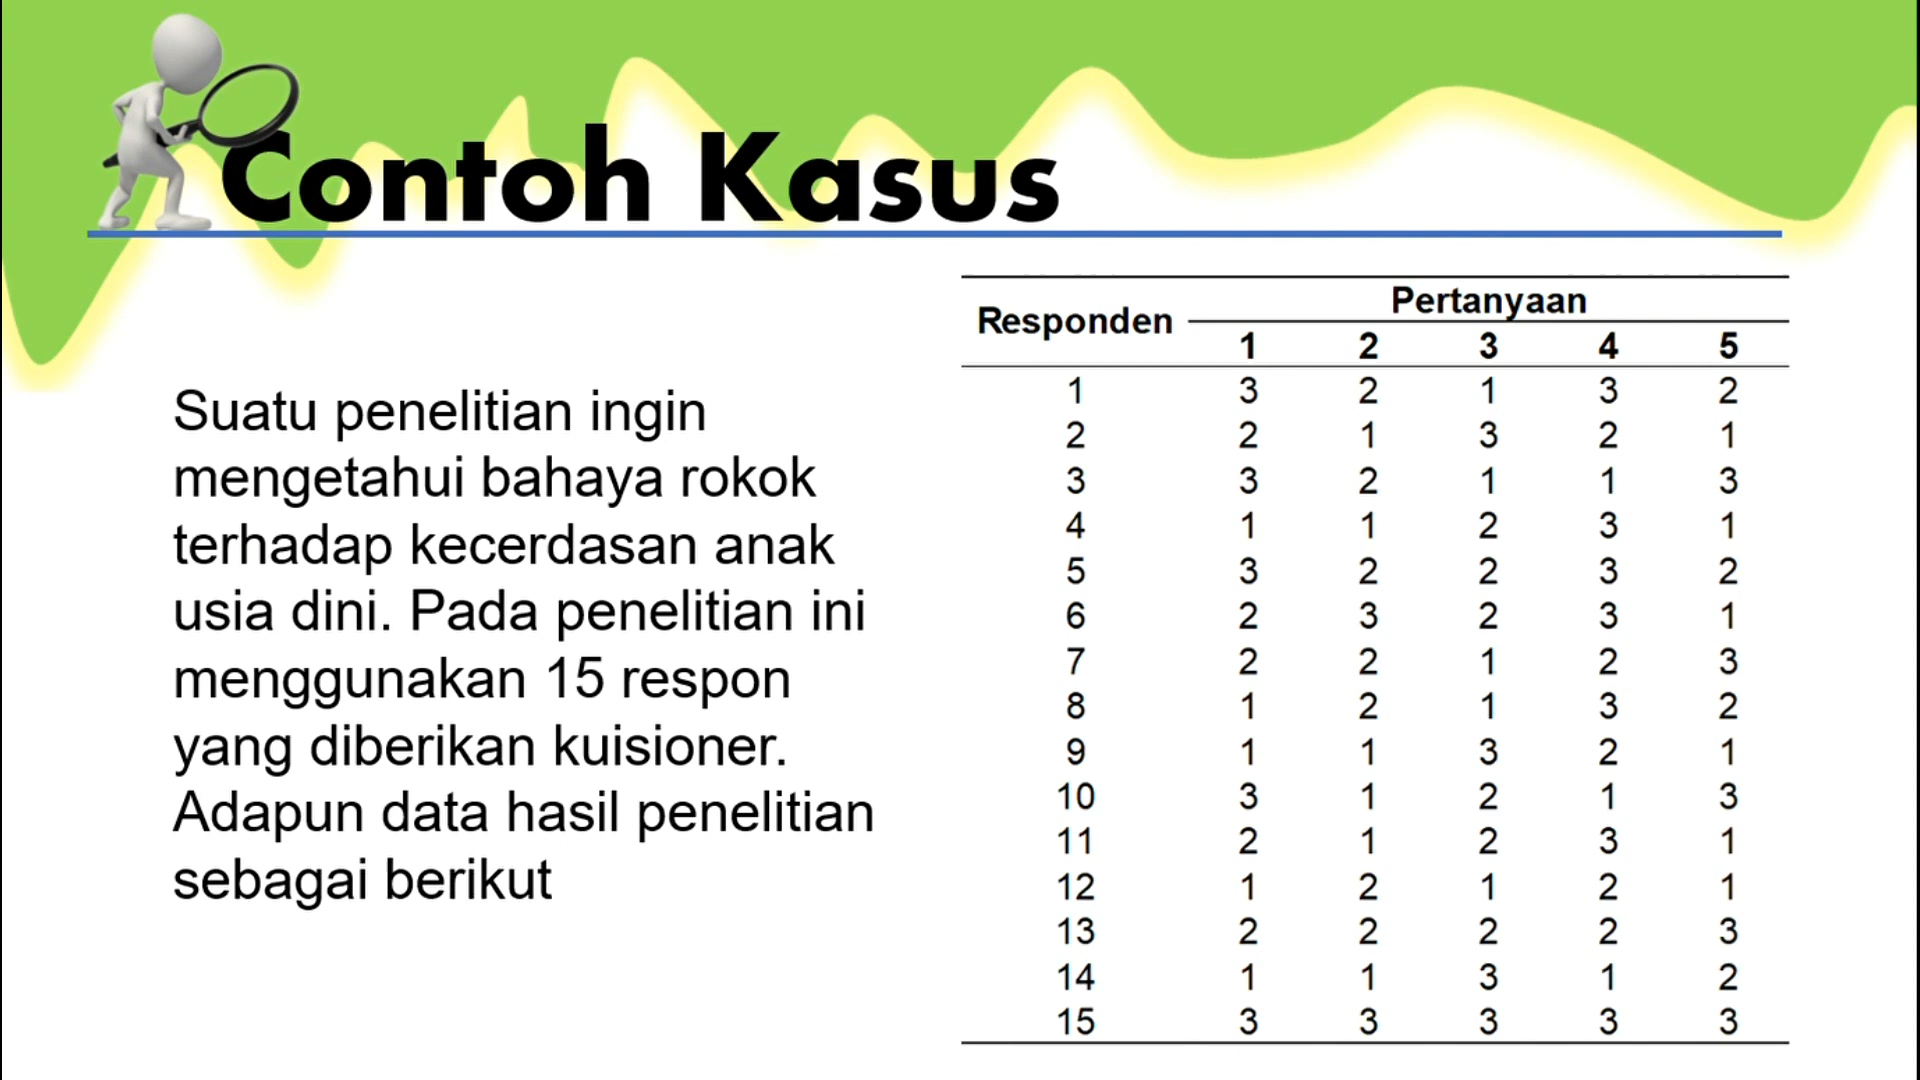 Contoh Kasus
Suatu penelitian ingin
mengetahui bahaya rokok
terhadap kecerdasan anak
usia dini. Pada penelitian ini
menggunakan 15 respon
yang diberikan kuisioner.
Adapun data hasil penelitian
sebagai berikut
Responden Pertanyaan
1 2 3 4 5
1 3 2 1 3 2
2 2 1 3 2 1
3 3 2 1 1 3
4 1 1 2 3 1
5 3 2 2 3 2
6 2 3 2 3 1
7 2 2 1 2 3
8 1 2 1 3 2
9 1 1 3 2 1
10 3 1 2 1 3
11 2 1 2 3 1
12 1 2 1 2 1
13 2 2 2 2 3
14 1 1 3 1 2
15 3 3 3 3 3